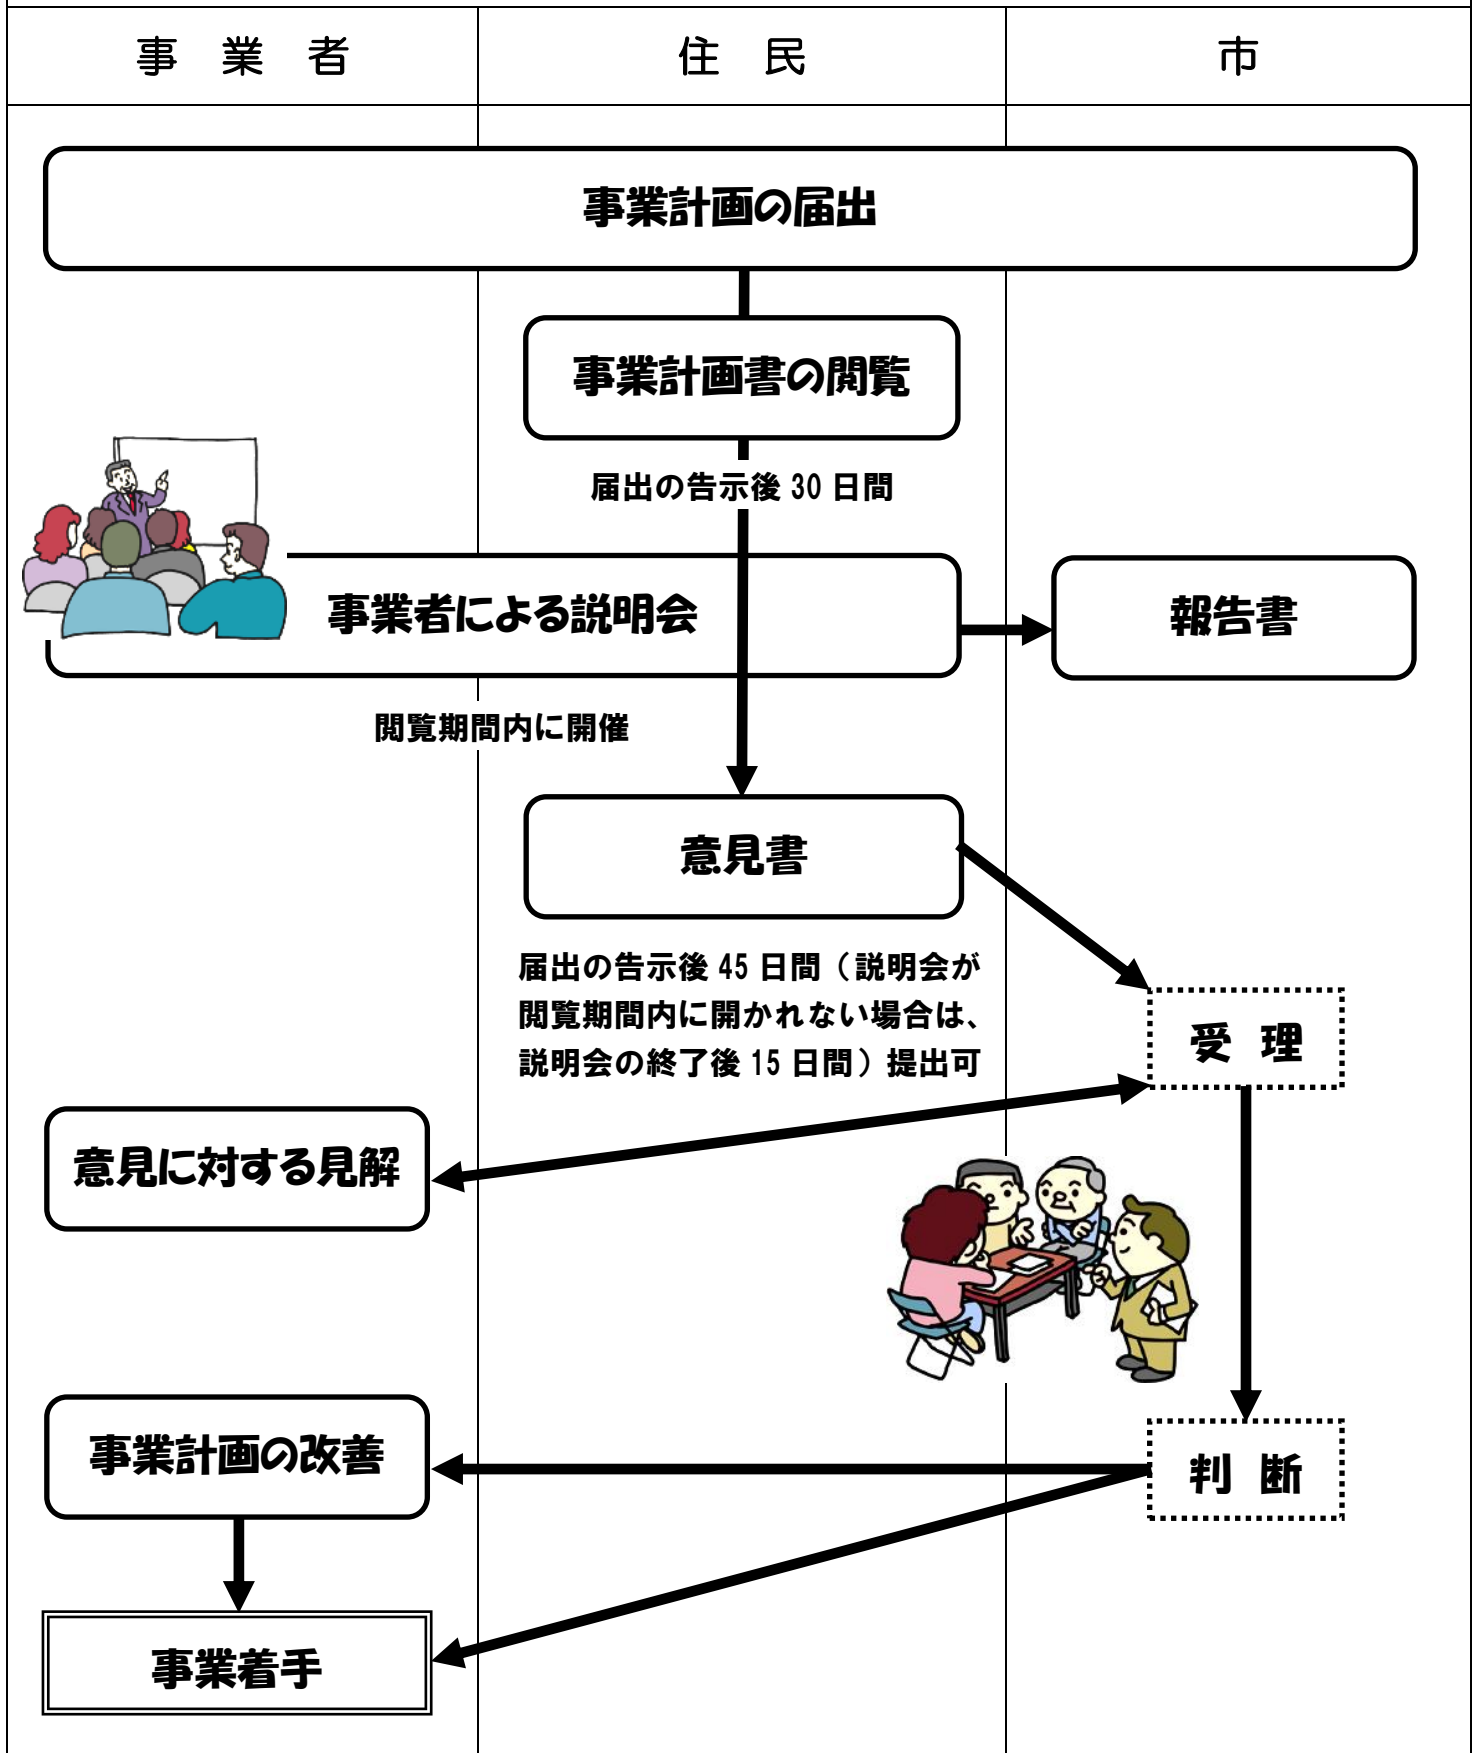 事業者
住民
市
事業計画の届出
事業計画書の閲覧
届出の告示後 30 日間
事業者による説明会
報告書
閲覧期間内に開催
意見書
届出の告示後 45 日間（説明会が
閲覧期間内に開かれない場合は、
説明会の終了後 15 日間）提出可
受理
意見に対する見解
事業計画の改善
判断
事業着手